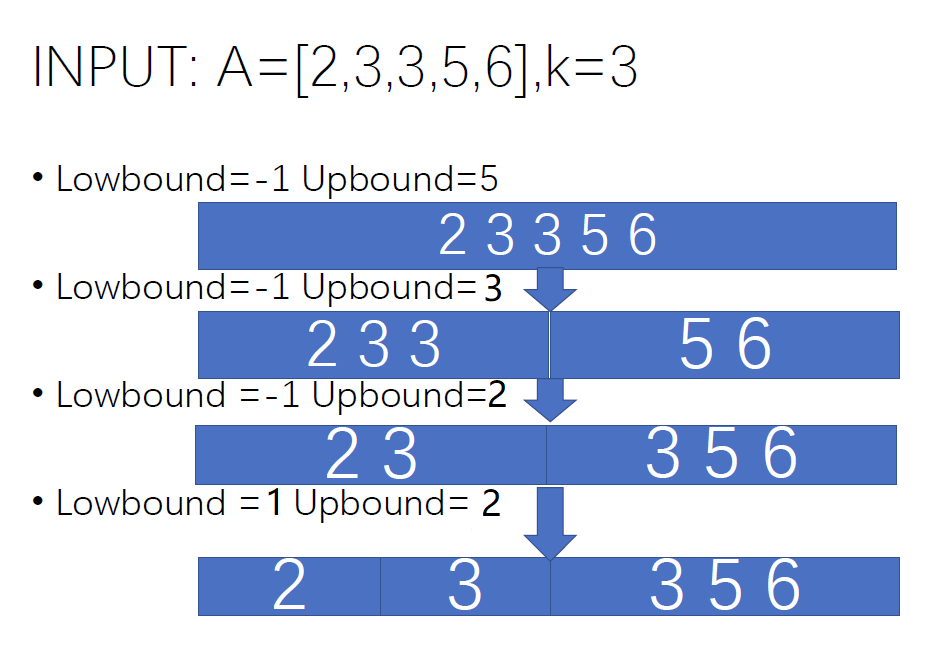 INPUT: A=[2,3,3,5,6],k=3
• Lowbound=-1 Upbound=5
2 3 3 5 6
• Lowbound=-1 Upbound=3
2 3 3 5 6
• Lowbound =-1 Upbound=2
2 3 3 5 6
• Lowbound =1 Upbound= 2
2 3 3 5 6